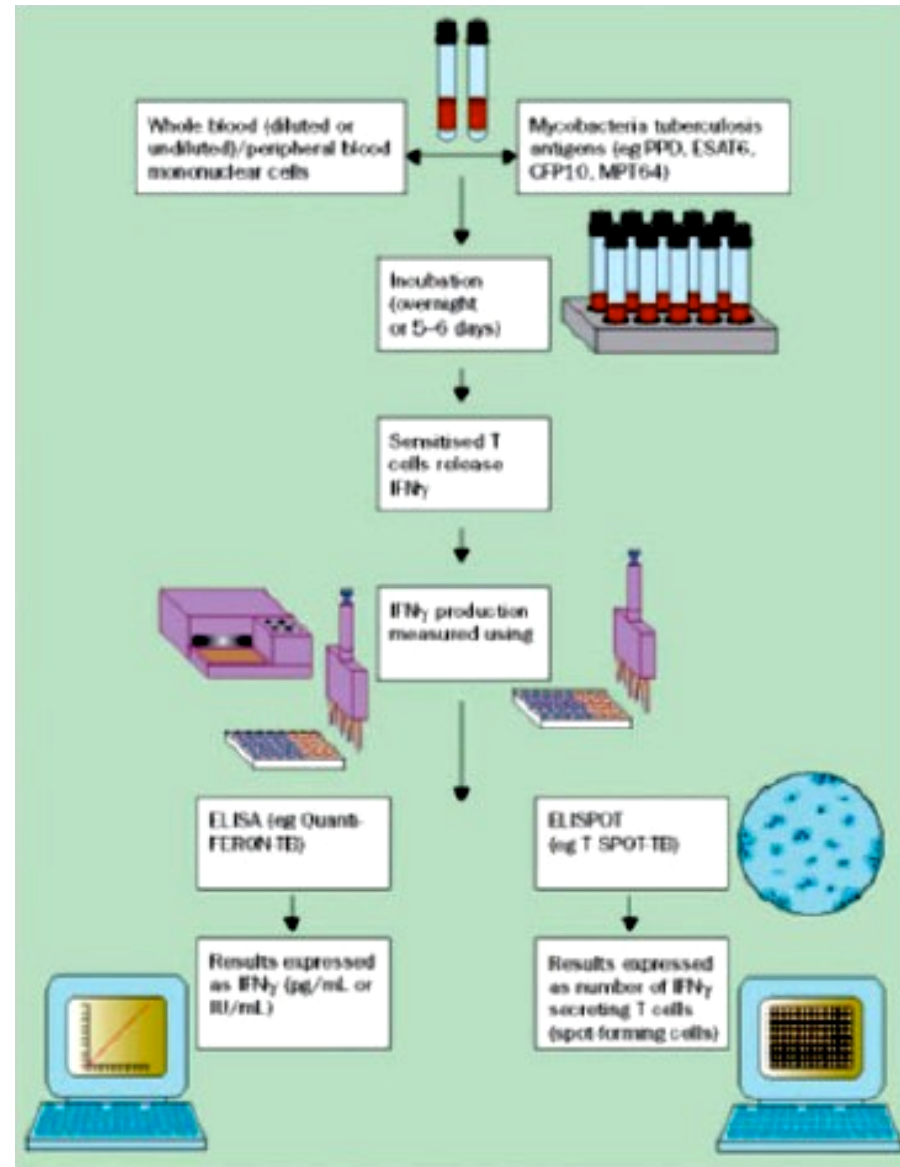 Whole blood (diluted or
undiluted)/peripheral blood
mononuclear cells
Mycobacteria tuberculosis
antigens (eg PPD, ESAT6,
CFP10, MPT64)
Incubation
(overnight
or 5–6 days)
Sensitised T
cells release
IFNγ
IFNγ production
measured using
ELISA (eg Quanti-
FERON-TB)
ELISPOT
(eg T SPOT-TB)
Results expressed
as IFNγ (pg/mL or
IU/mL)
Results expressed
as number of IFNγ
secreting T cells
(spot-forming cells)